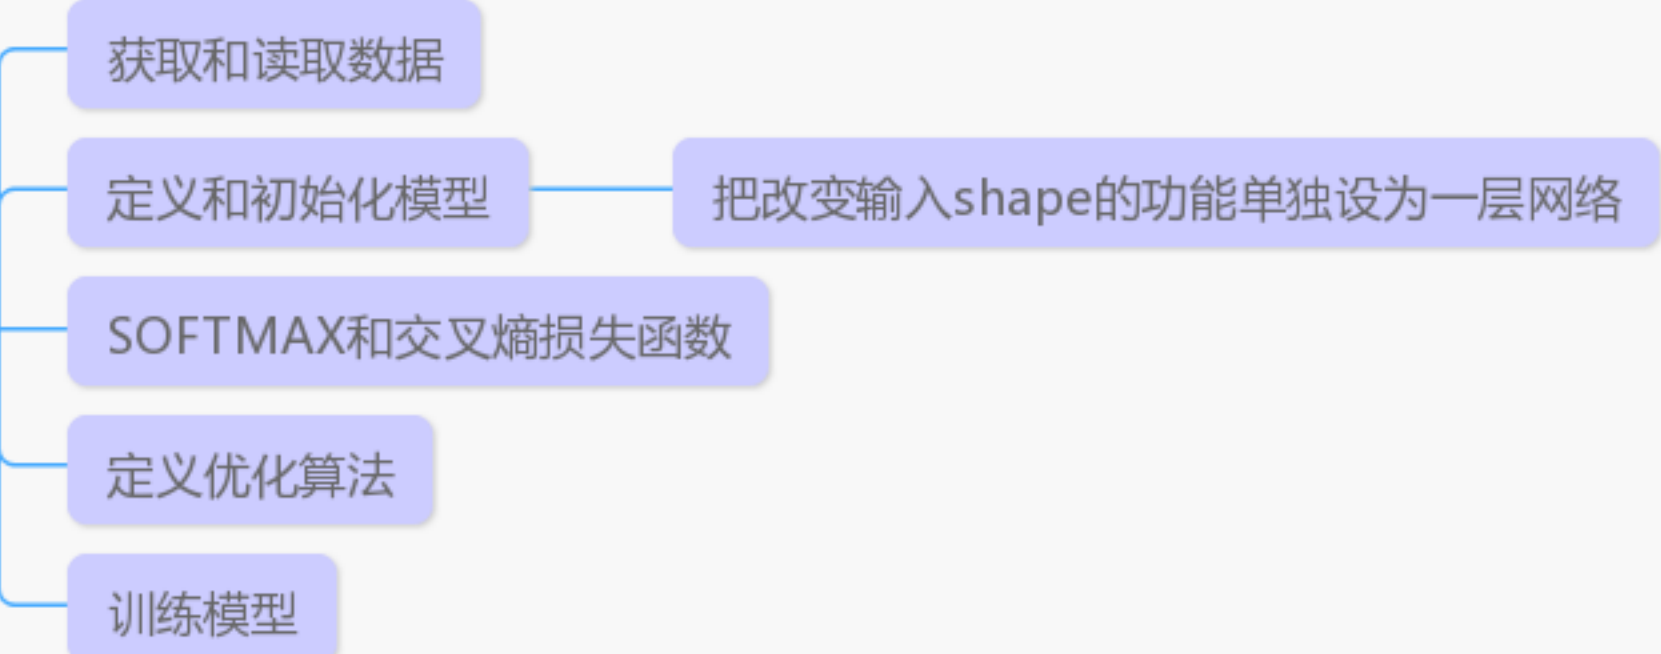 获取和读取数据
定义和初始化模型
把改变输入shape的功能单独设为一层网络
SOFTMAX和交叉熵损失函数
定义优化算法
训练模型